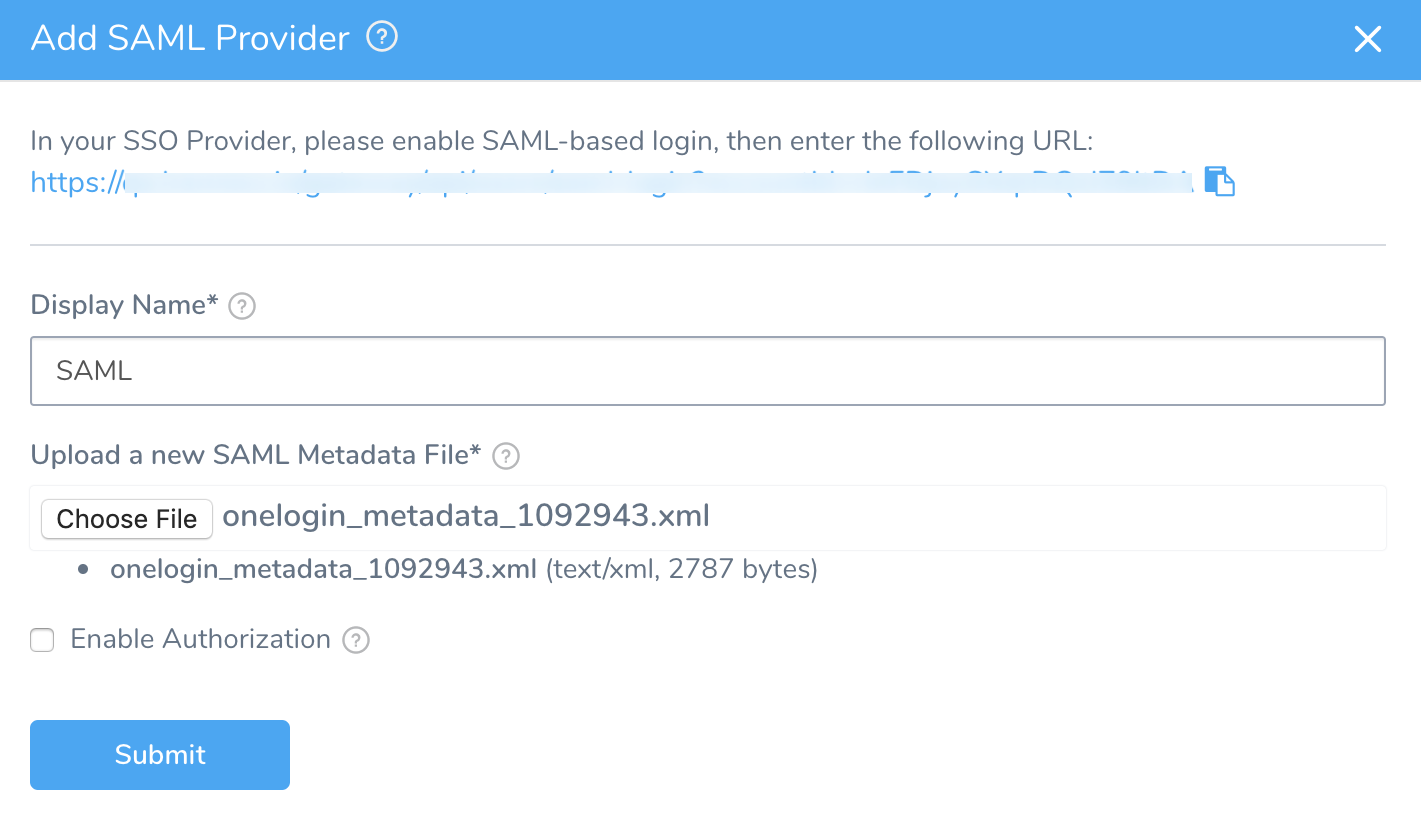 Add SAML Provider ?
In your SSO Provider, please enable SAML-based login, then enter the following URL:
https://
Display Name* ?
SAML
Upload a new SAML Metadata File* ?
Choose File onelogin_metadata_1092943.xml
• onelogin_metadata_1092943.xml (text/xml, 2787 bytes)
Enable Authorization ?
Submit